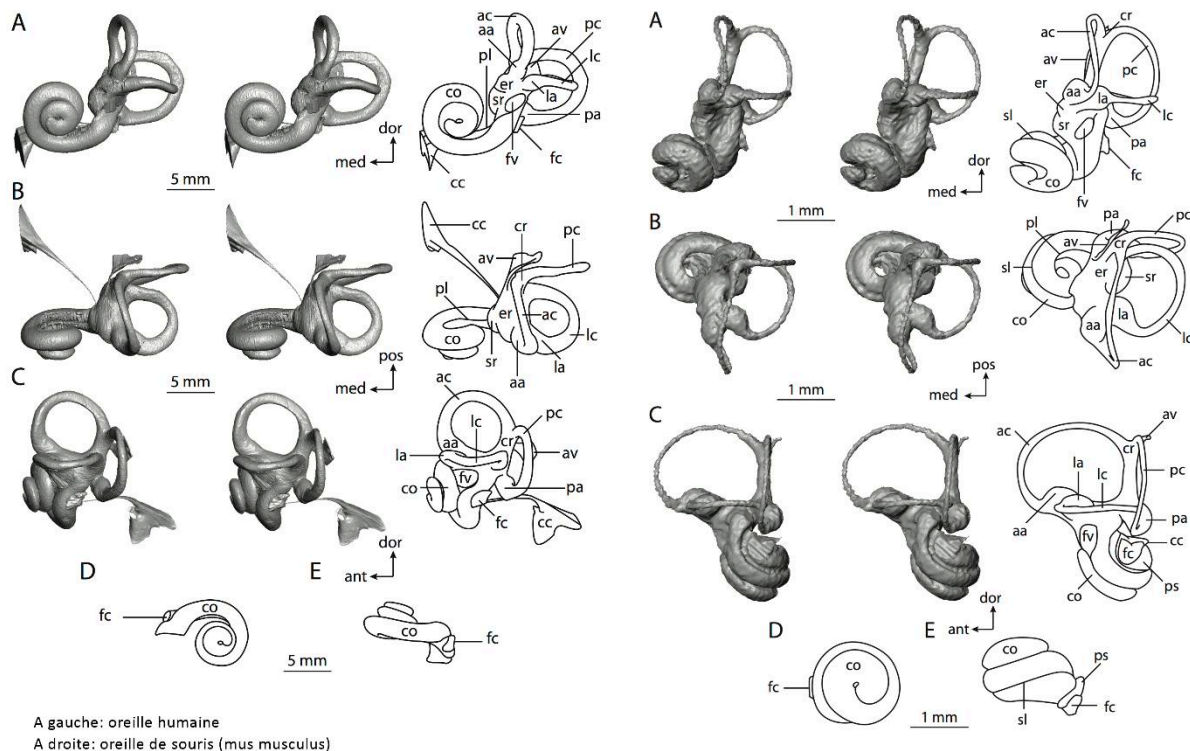 A
ac
aa
av
pc
pl
lc
er
co
sr
la
pa
fv
fc
cc
dor
med
5 mm
B
cc
cr
av
pc
pl
er
ac
lc
co
sr
aa
la
pos
med
5 mm
C
ac
lc
pc
aa
cr
la
av
fv
co
pa
fc
cc
dor
ant
D
E
fc
co
co
fc
5 mm
A gauche: oreille humaine
A droite: oreille de souris (mus musculus)
A
cr
ac
av
pc
er
aa
la
sl
sr
lc
pa
co
fc
fv
dor
med
1 mm
B
pa
pc
pl
av
cr
sl
er
sr
la
co
aa
lc
ac
pos
med
1 mm
C
av
ac
cr
pc
la
lc
aa
pa
fv
cc
fc
co
ps
dor
ant
D
E
co
co
ps
fc
fc
sl
1 mm